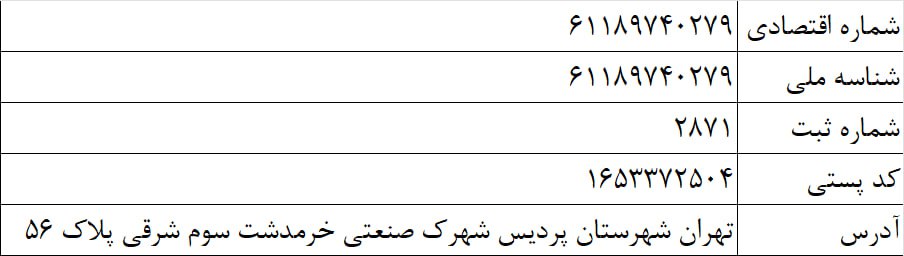 شماره اقتصادی ۶۱۱۸۹۷۴۰۲۷۹
شناسه ملی ۶۱۱۸۹۷۴۰۲۷۹
شماره ثبت ۲۸۷۱
کد پستی ۱۶۵۳۳۷۲۵۰۴
آدرس تهران شهرستان پردیس شهرک صنعتی خرمدشت سوم شرقی پلاک ۵۶